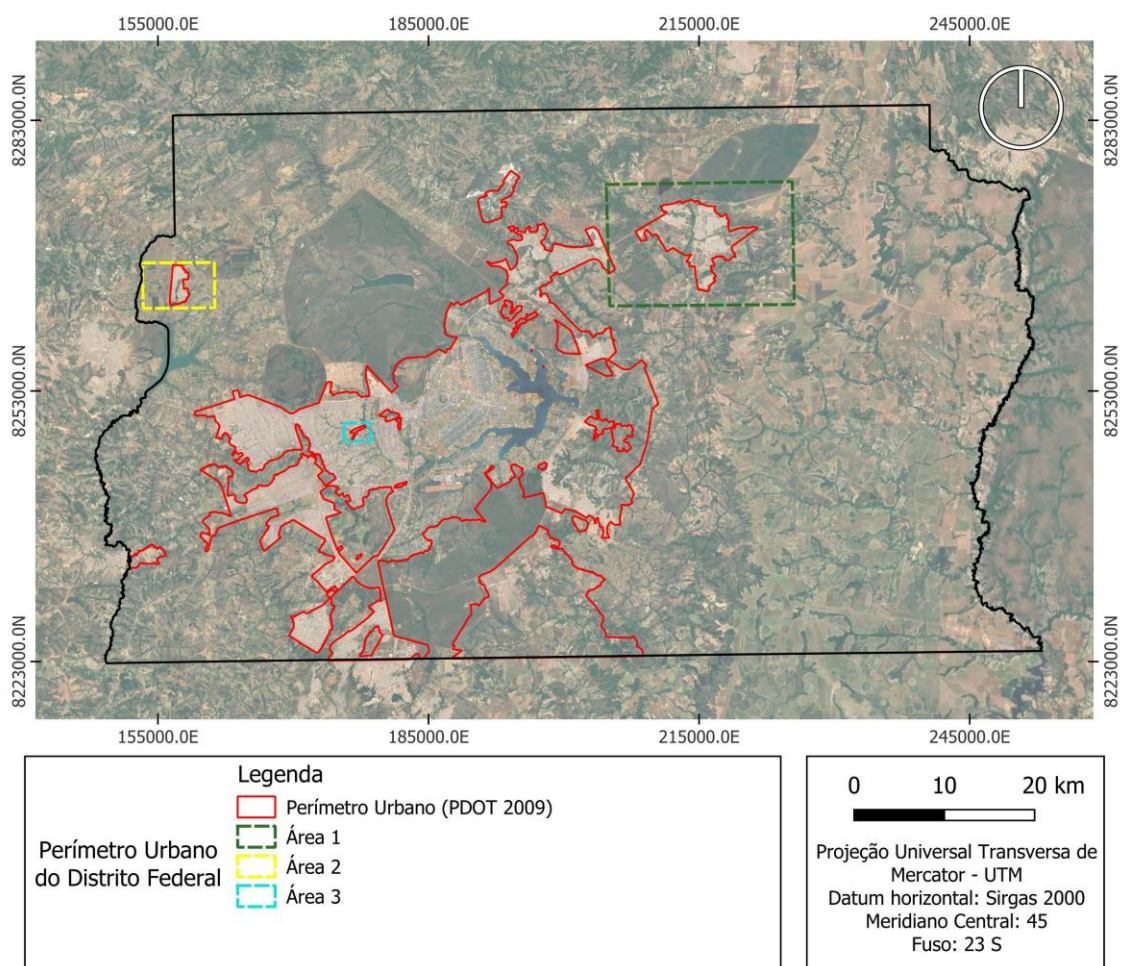 155000.0E
185000.0E
215000.0E
245000.0E
8283000.0N
8283000.0N
8253000.0N
8253000.0N
8223000.0N
8223000.0N
155000.0E
185000.0E
215000.0E
245000.0E
Perímetro Urbano
do Distrito Federal
Legenda
Perímetro Urbano (PDOT 2009)
Área 1
Área 2
Área 3
0 10 20 km
Projeção Universal Transversa de
Mercator - UTM
Datum horizontal: Sirgas 2000
Meridiano Central: 45
Fuso: 23 S